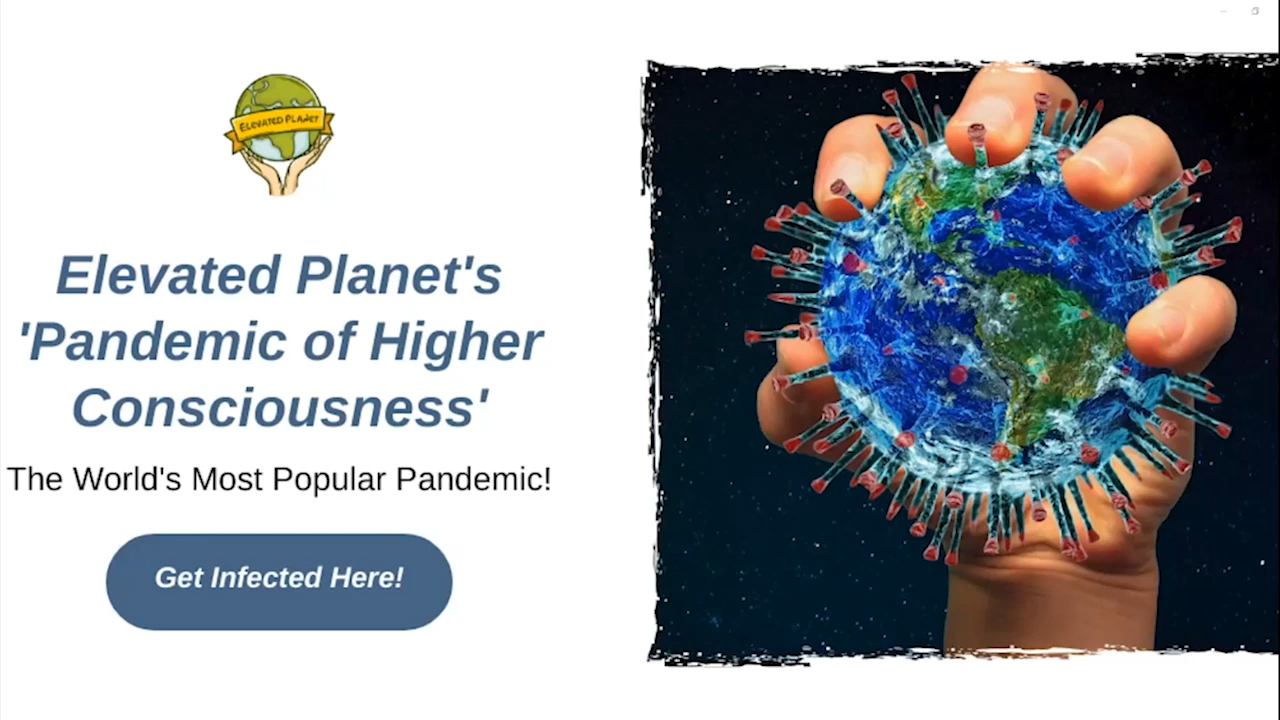 ELEVATED PLANET
Elevated Planet's
'Pandemic of Higher
Consciousness'
The World's Most Popular Pandemic!
Get Infected Here!